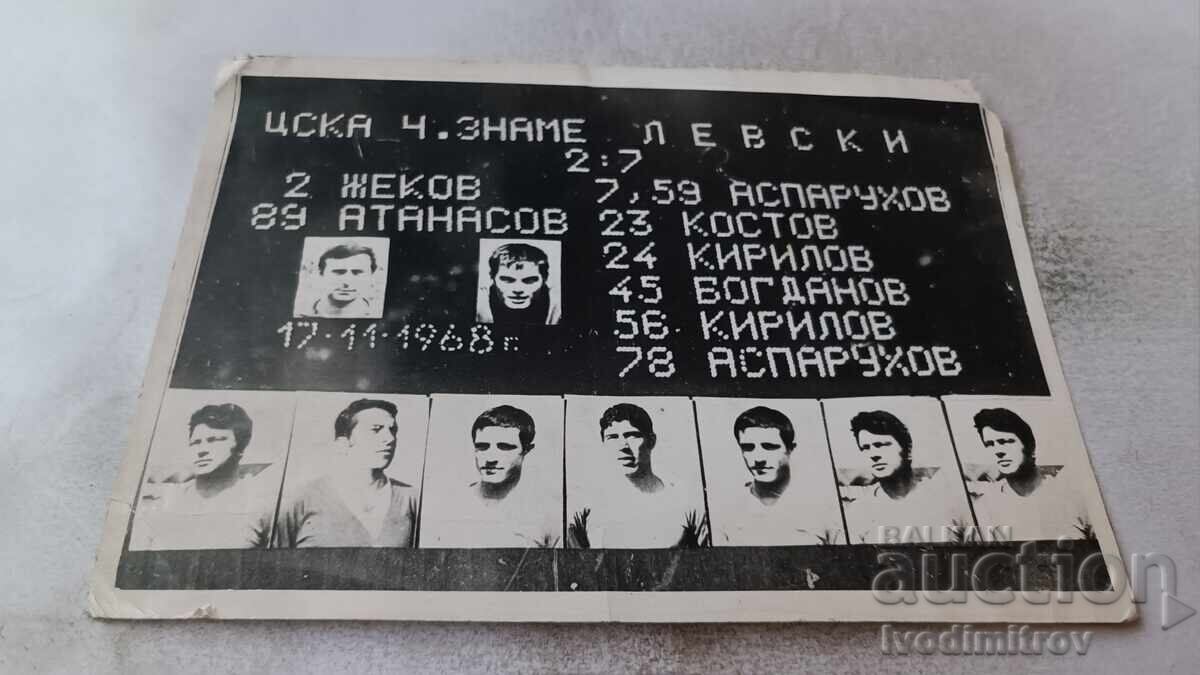 ЦСКА Ч.ЗНАМЕ ЛЕВСКИ
2:7
2 ЖЕКОВ 7,59 АСПАРУХОВ
89 АТАНАСОВ 23 КОСТОВ
24 КИРИЛОВ
45 БОГДАНОВ
56 КИРИЛОВ
78 АСПАРУХОВ
17·11·1968 г.
BALKAN
auction
Ivodimitrov